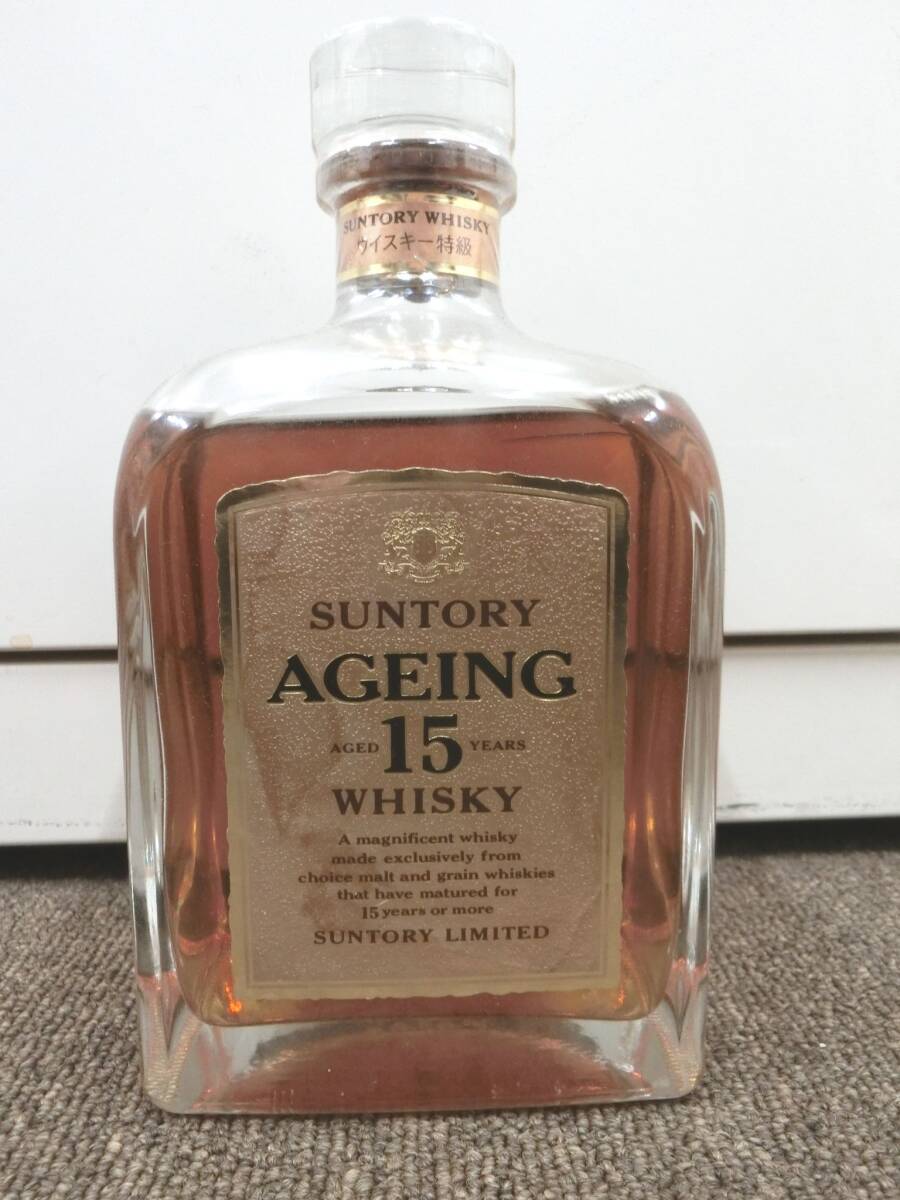 SUNTORY WHISKY
ウイスキー特級
SUNTORY
AGEING
AGED 15 YEARS
WHISKY
A magnificent whisky
made exclusively from
choice malt and grain whiskies
that have matured for
15 years or more
SUNTORY LIMITED